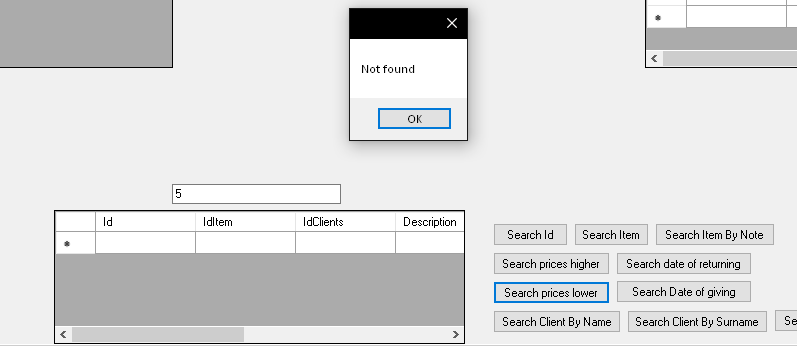 Not found
OK
5
Id IdItem IdClients Description
Search Id Search Item Search Item By Note
Search prices higher Search date of returning
Search prices lower Search Date of giving
Search Client By Name Search Client By Surname Se